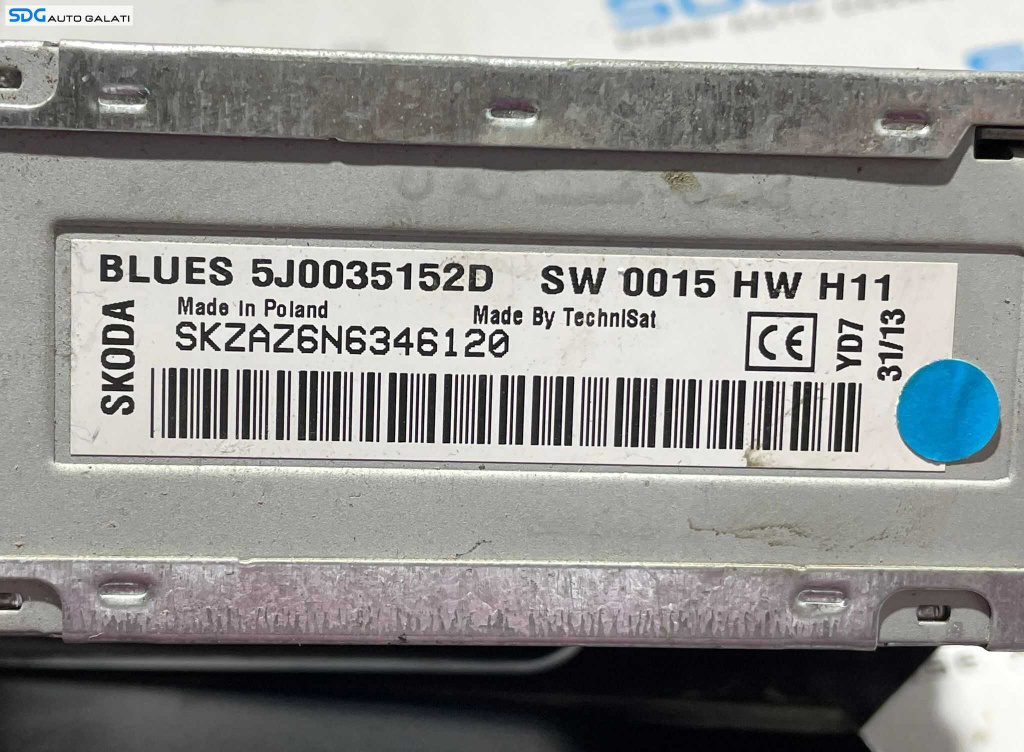 SDG AUTO GALATI
BLUES 5J0035152D SW 0015 HW H11
Made In Poland
Made By TechniSat
SKZAZ6N6346120
SKODA
CE
YD7
31/13